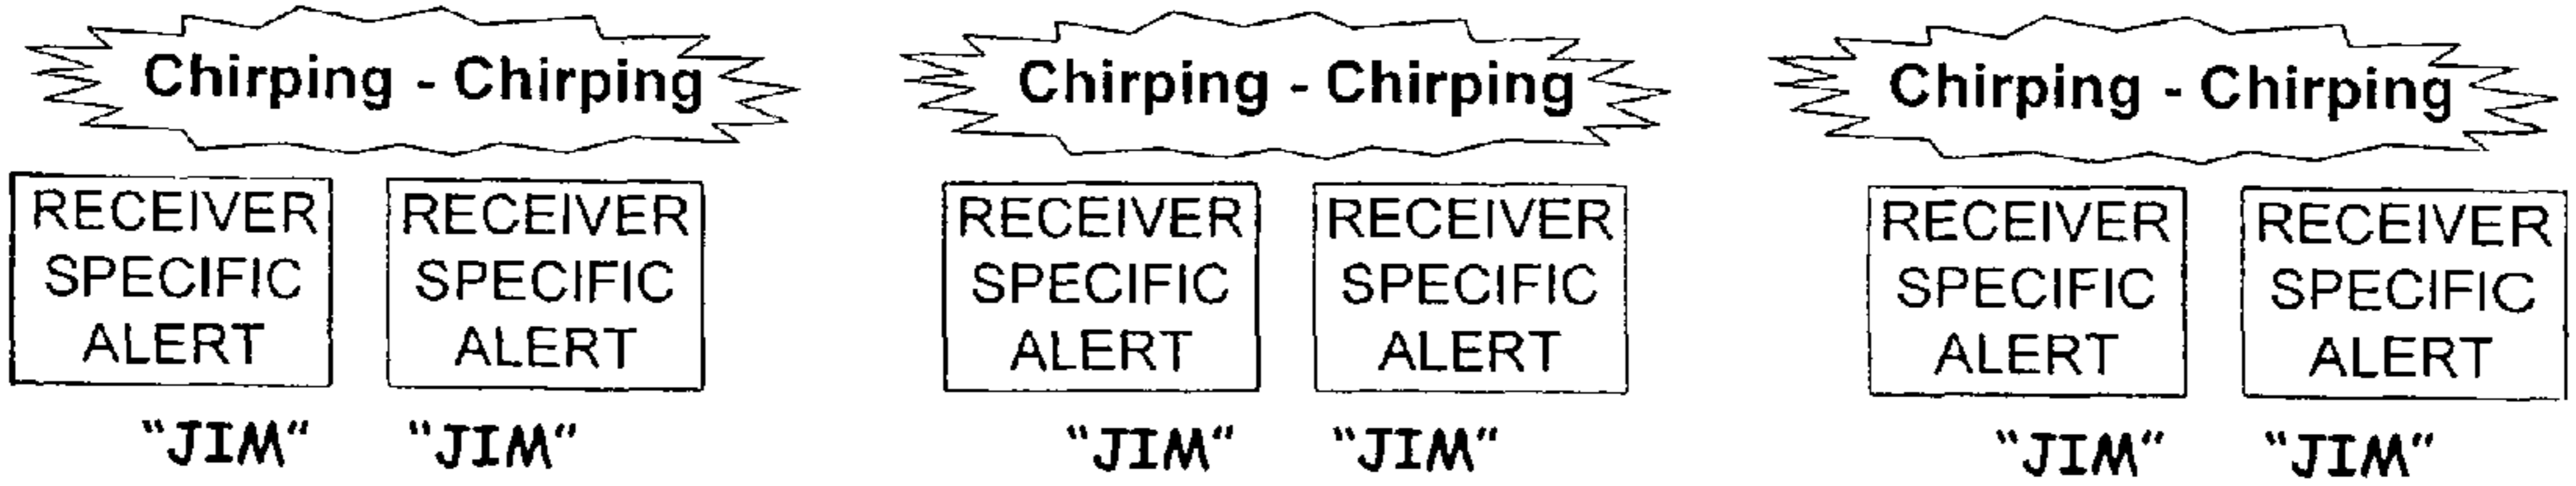 Chirping - Chirping
Chirping - Chirping
Chirping - Chirping
RECEIVER
SPECIFIC
ALERT
RECEIVER
SPECIFIC
ALERT
RECEIVER
SPECIFIC
ALERT
RECEIVER
SPECIFIC
ALERT
RECEIVER
SPECIFIC
ALERT
RECEIVER
SPECIFIC
ALERT
"JIM" "JIM"
"JIM" "JIM"
"JIM" "JIM"